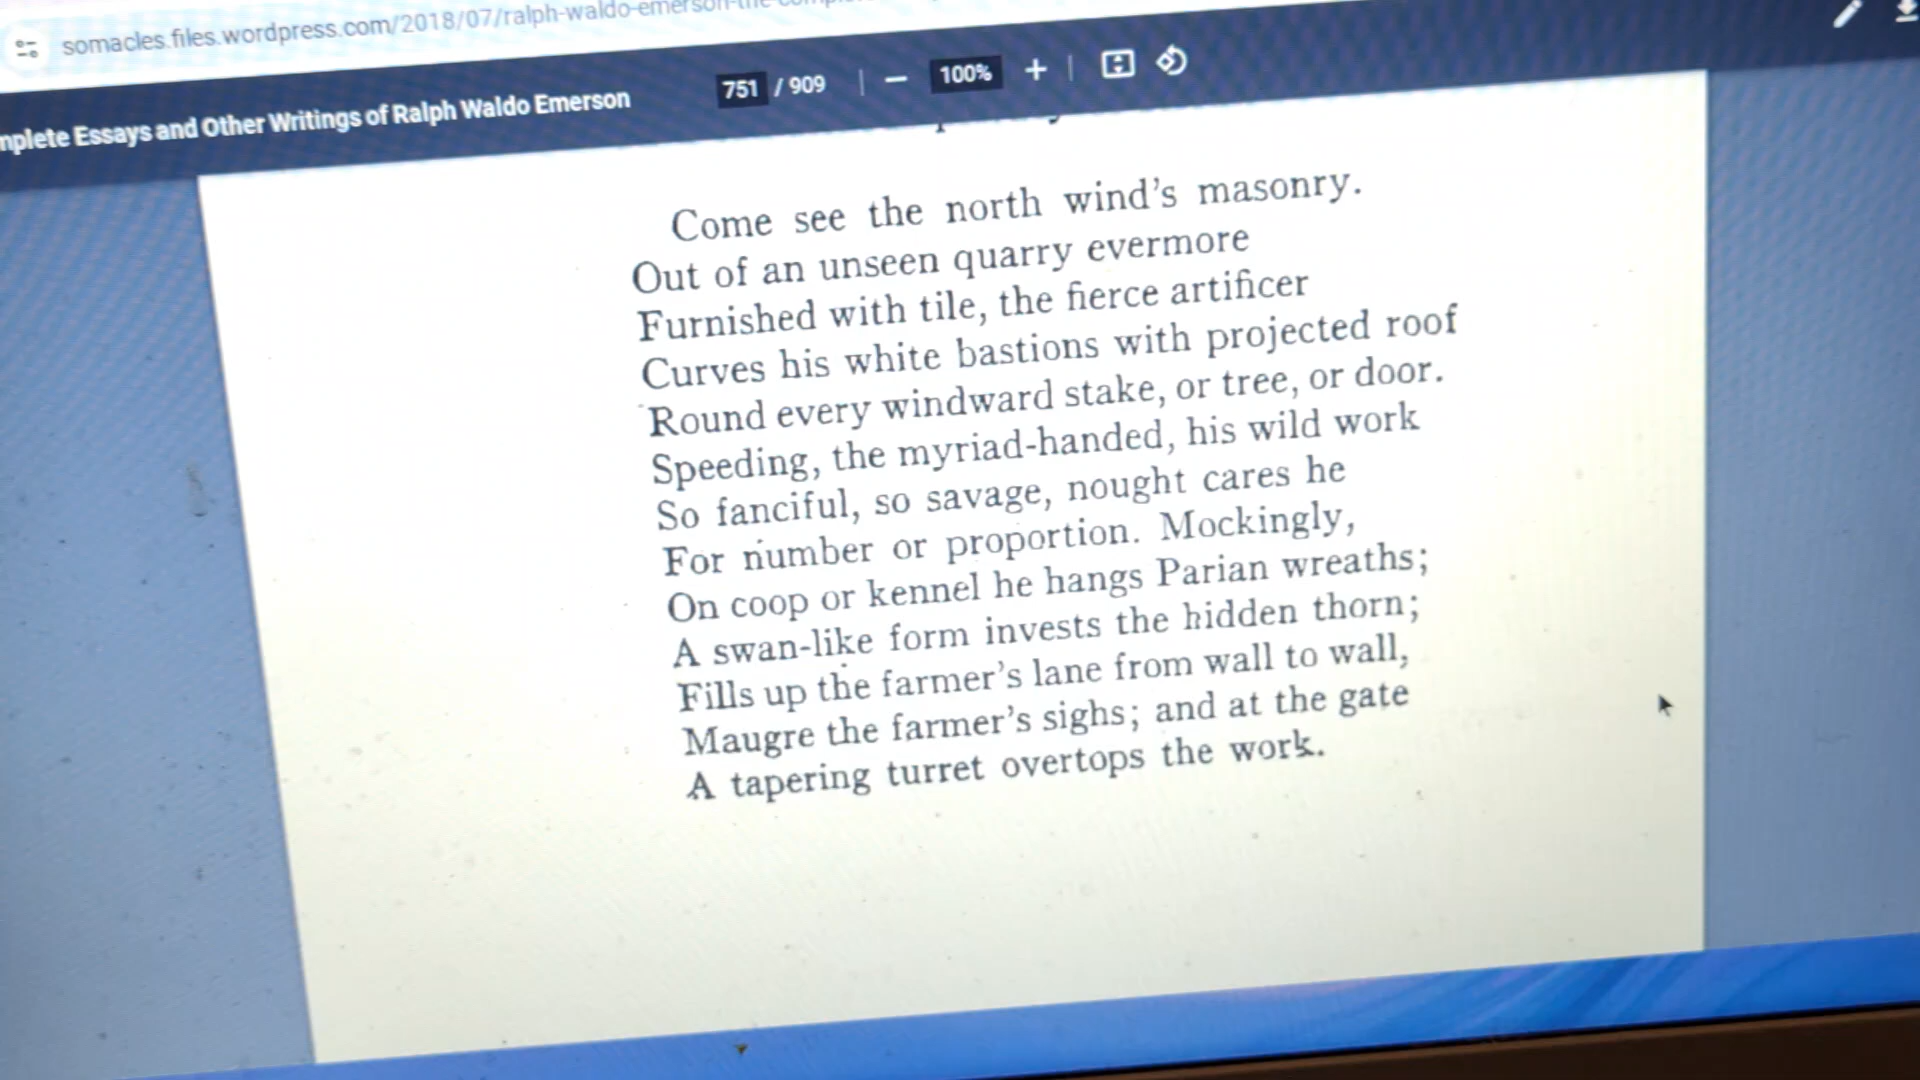 somacles.files.wordpress.com/2018/07/ralph-waldo-emerson-the-
mplete Essays and Other Writings of Ralph Waldo Emerson
751 / 909
100%
Come see the north wind's masonry.
Out of an unseen quarry evermore
Furnished with tile, the fierce artificer
Curves his white bastions with projected roof
Round every windward stake, or tree, or door.
Speeding, the myriad-handed, his wild work
So fanciful, so savage, nought cares he
For number or proportion. Mockingly,
On coop or kennel he hangs Parian wreaths;
A swan-like form invests the hidden thorn;
Fills up the farmer's lane from wall to wall,
Maugre the farmer's sighs; and at the gate
A tapering turret overtops the work.